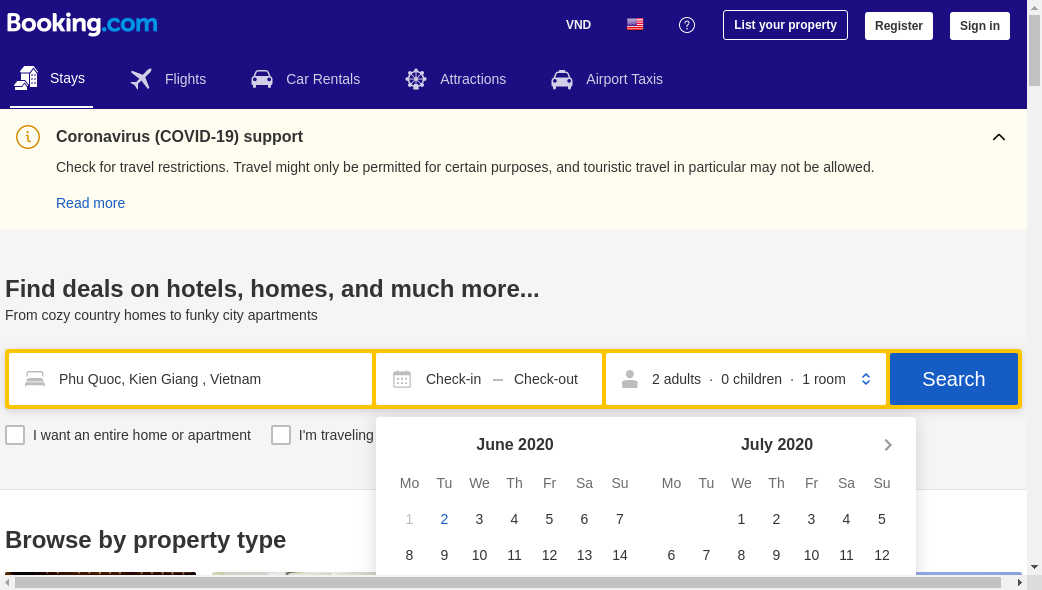 Booking.com
VND
List your property
Register
Sign in
Stays
Flights
Car Rentals
Attractions
Airport Taxis
Coronavirus (COVID-19) support
Check for travel restrictions. Travel might only be permitted for certain purposes, and touristic travel in particular may not be allowed.
Read more
Find deals on hotels, homes, and much more...
From cozy country homes to funky city apartments
Phu Quoc, Kien Giang , Vietnam
Check-in — Check-out
2 adults · 0 children · 1 room
Search
I want an entire home or apartment
I'm traveling
June 2020
Mo Tu We Th Fr Sa Su
1 2 3 4 5 6 7
8 9 10 11 12 13 14
July 2020
Mo Tu We Th Fr Sa Su
1 2 3 4 5
6 7 8 9 10 11 12
Browse by property type